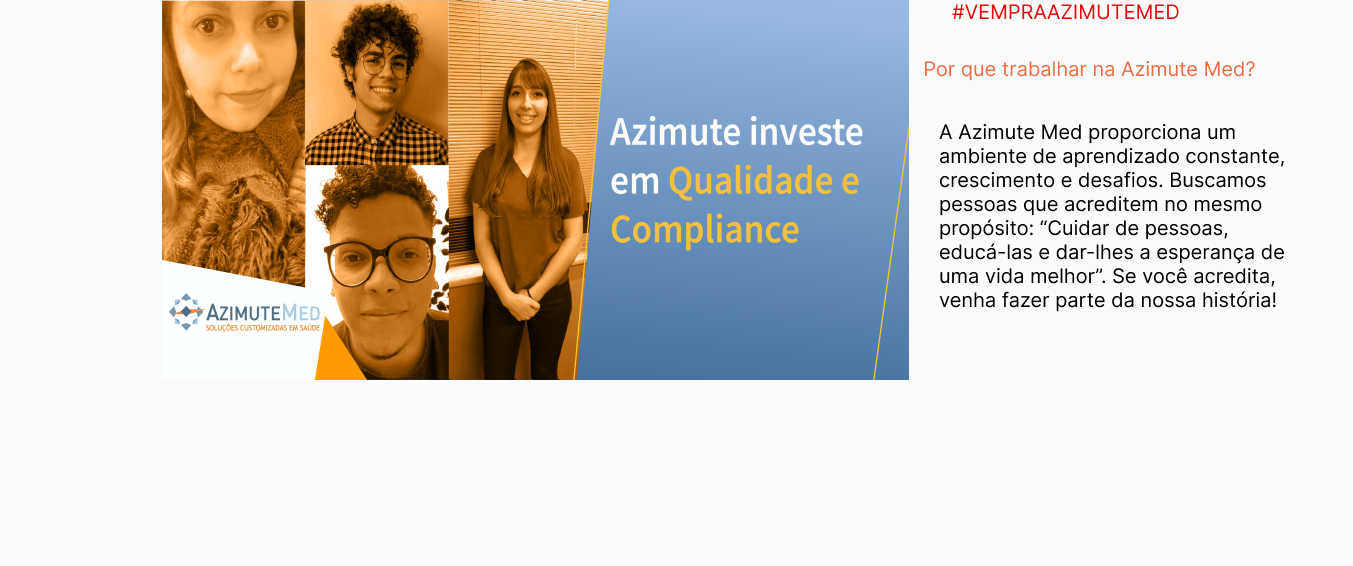 #VEMPRAAZIMUTEMED
Por que trabalhar na Azimute Med?
A Azimute Med proporciona um
ambiente de aprendizado constante,
crescimento e desafios. Buscamos
pessoas que acreditem no mesmo
propósito: “Cuidar de pessoas,
educá-las e dar-lhes a esperança de
uma vida melhor”. Se você acredita,
venha fazer parte da nossa história!
Azimute investe
em Qualidade e
Compliance
AZIMUTEMED
SOLUÇÕES CUSTOMIZADAS EM SAÚDE